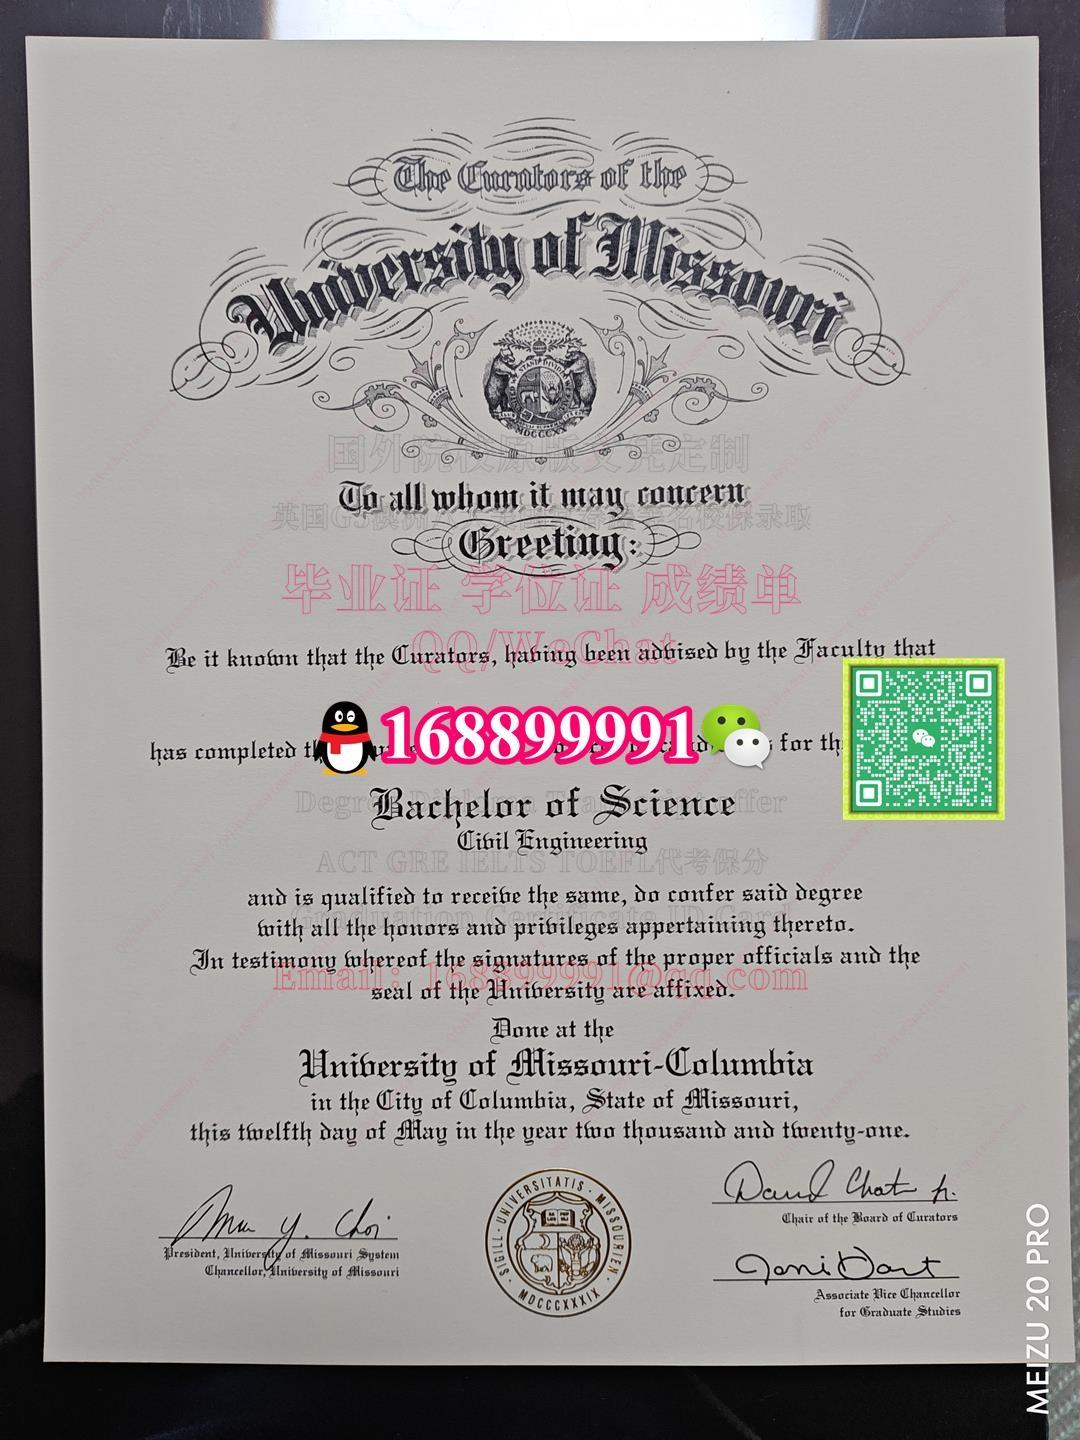 The Curators of the
University of Missouri
国外院校原版文凭定制
To all whom it may concern
Greeting:
毕业证 学位证 成绩单
QQ/WeChat
Be it known that the Curators, having been advised by the Faculty that
168899991
has completed for
Bachelor of Science
Civil Engineering
ACT GRE IELTS TOEFL代考保分
and is qualified to receive the same, do confer said degree
Graduation Certificate ID Card
with all the honors and privileges appertaining thereto.
In testimony whereof the signatures of the proper officials and the
Email: 168899991@qq.com
seal of the University are affixed.
Done at the
University of Missouri-Columbia
in the City of Columbia, State of Missouri,
this twelfth day of May in the year two thousand and twenty-one.
Mun Y. Choi
President, University of Missouri System
Chancellor, University of Missouri
SIGILL · UNIVERSITATIS · MISSOURIEN ·
MDCCCXXXIX
Chair of the Board of Curators
Associate Vice Chancellor
for Graduate Studies
MEIZU 20 PRO